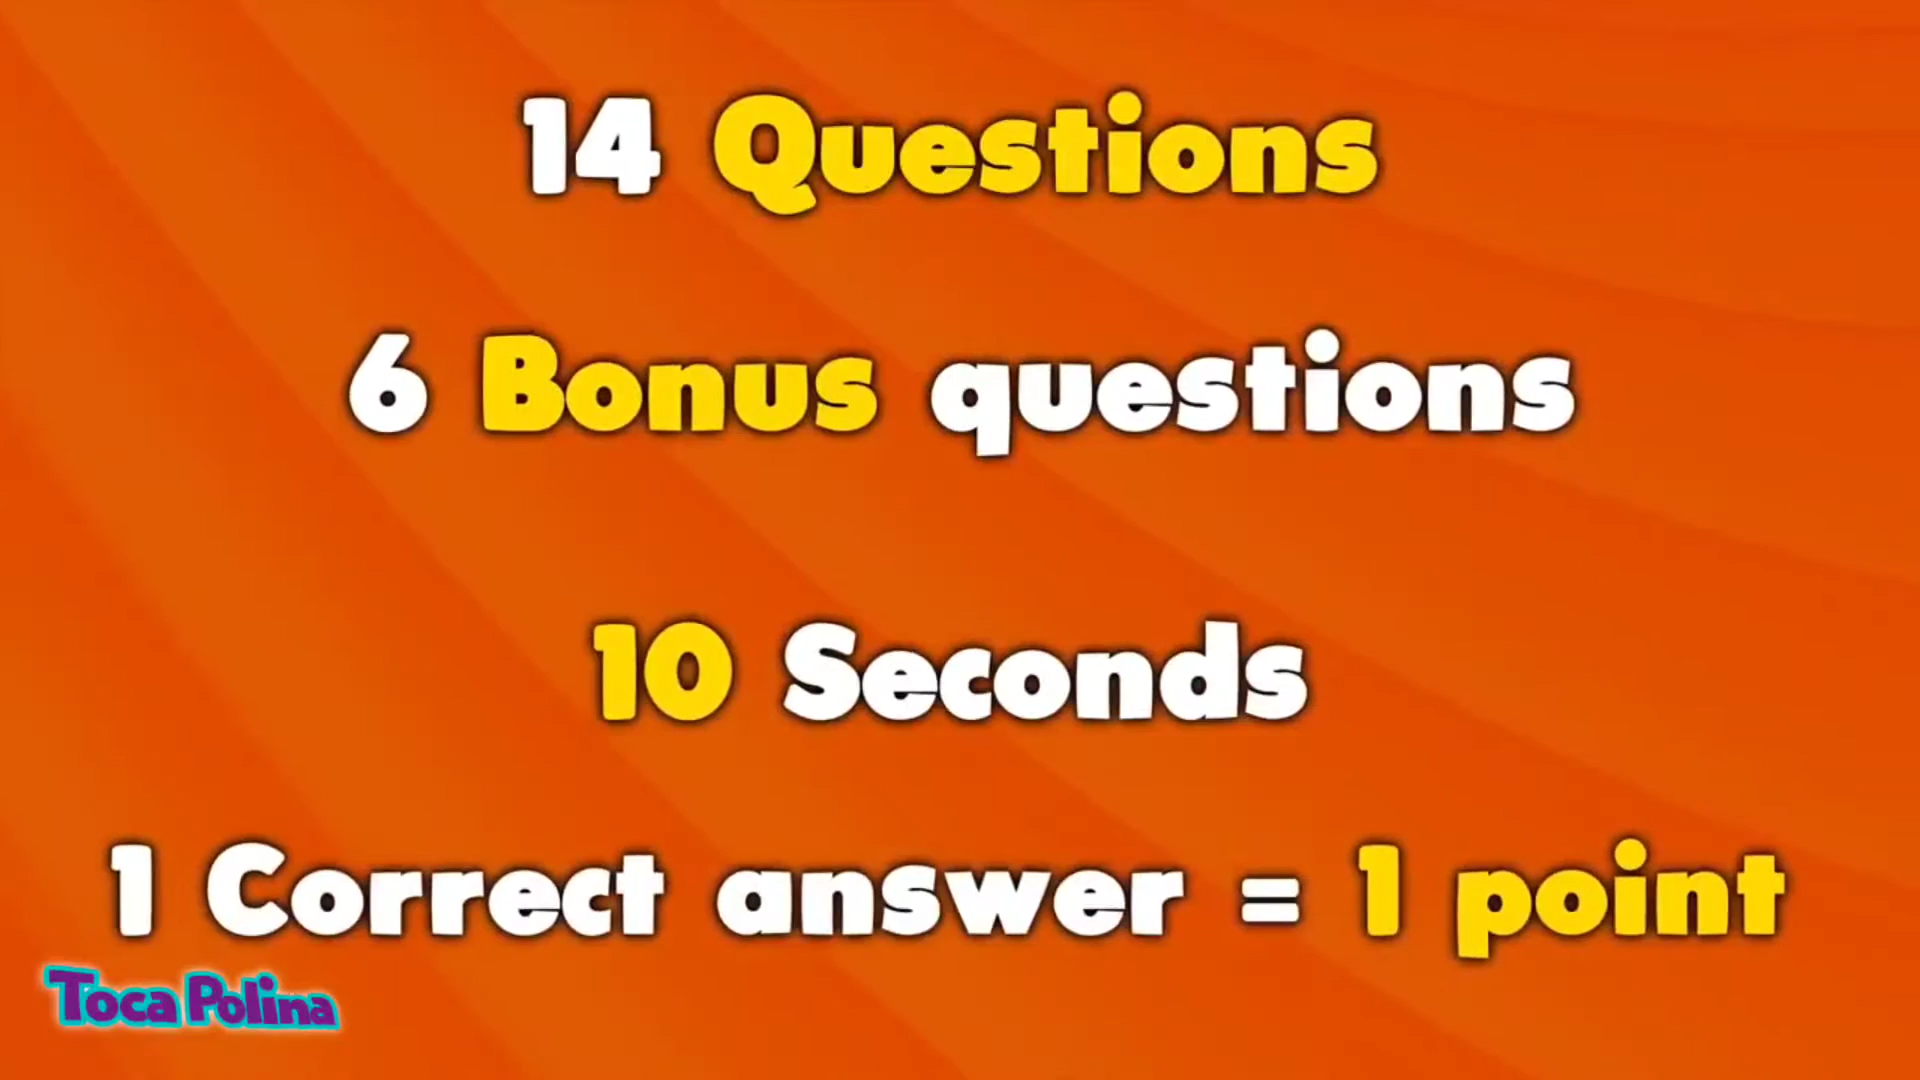 14 Questions
6 Bonus questions
10 Seconds
1 Correct answer = 1 point
Toca Polina